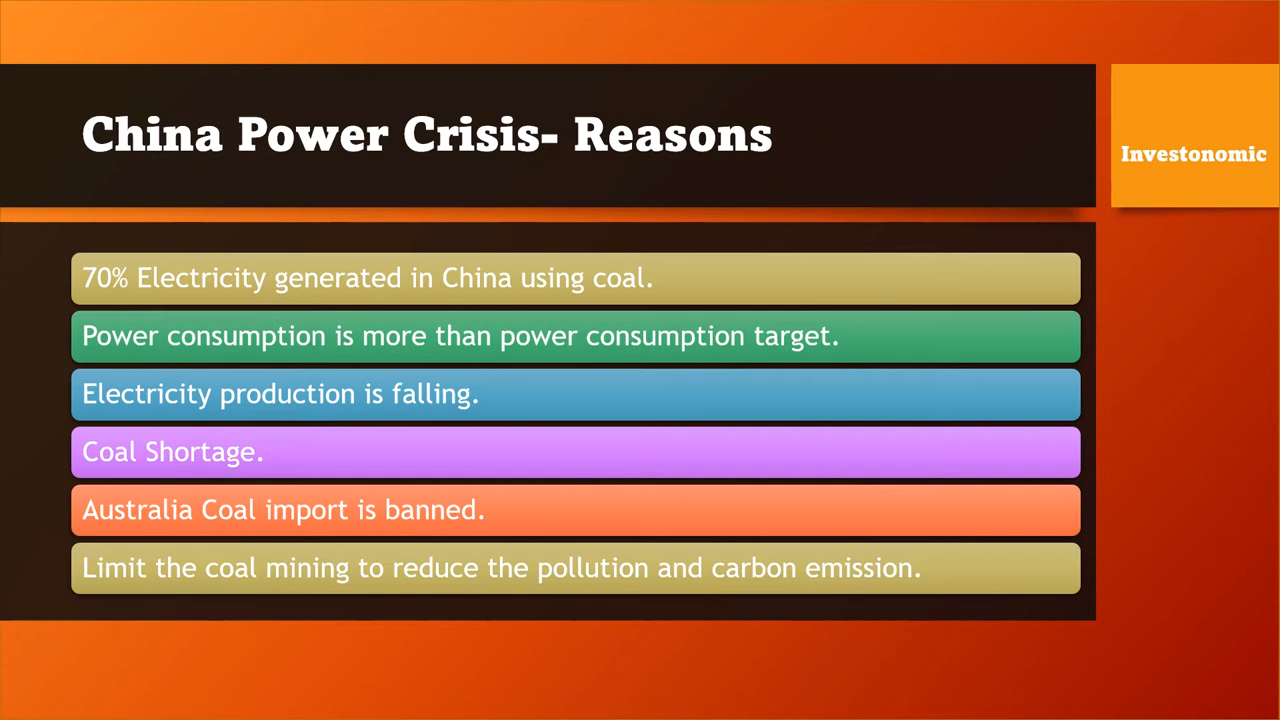 China Power Crisis- Reasons
Investonomic
70% Electricity generated in China using coal.
Power consumption is more than power consumption target.
Electricity production is falling.
Coal Shortage.
Australia Coal import is banned.
Limit the coal mining to reduce the pollution and carbon emission.